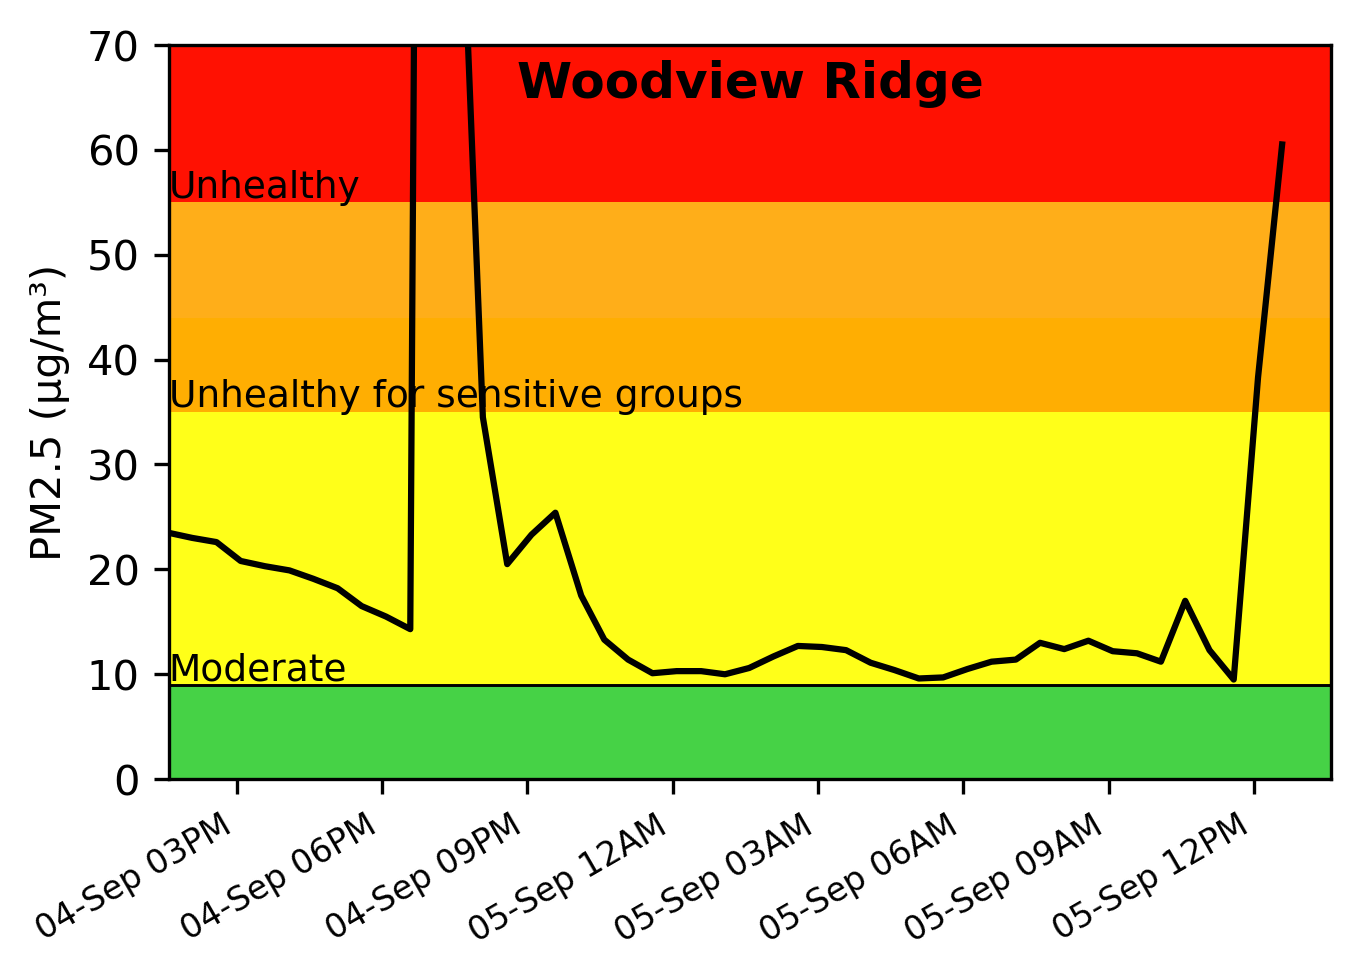 Woodview Ridge
PM2.5 (µg/m³)
70
60
50
40
30
20
10
0
Unhealthy
Unhealthy for sensitive groups
Moderate
04-Sep 03PM
04-Sep 06PM
04-Sep 09PM
05-Sep 12AM
05-Sep 03AM
05-Sep 06AM
05-Sep 09AM
05-Sep 12PM